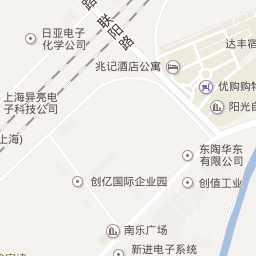 路
联阳路
日亚电子
化学公司
达丰宿
兆记酒店公寓
优购购物
上海异亮电
子科技公司
阳光自
上海)
东陶华东
有限公司
创亿国际企业园
创值工业
南乐广场
新进电子系统